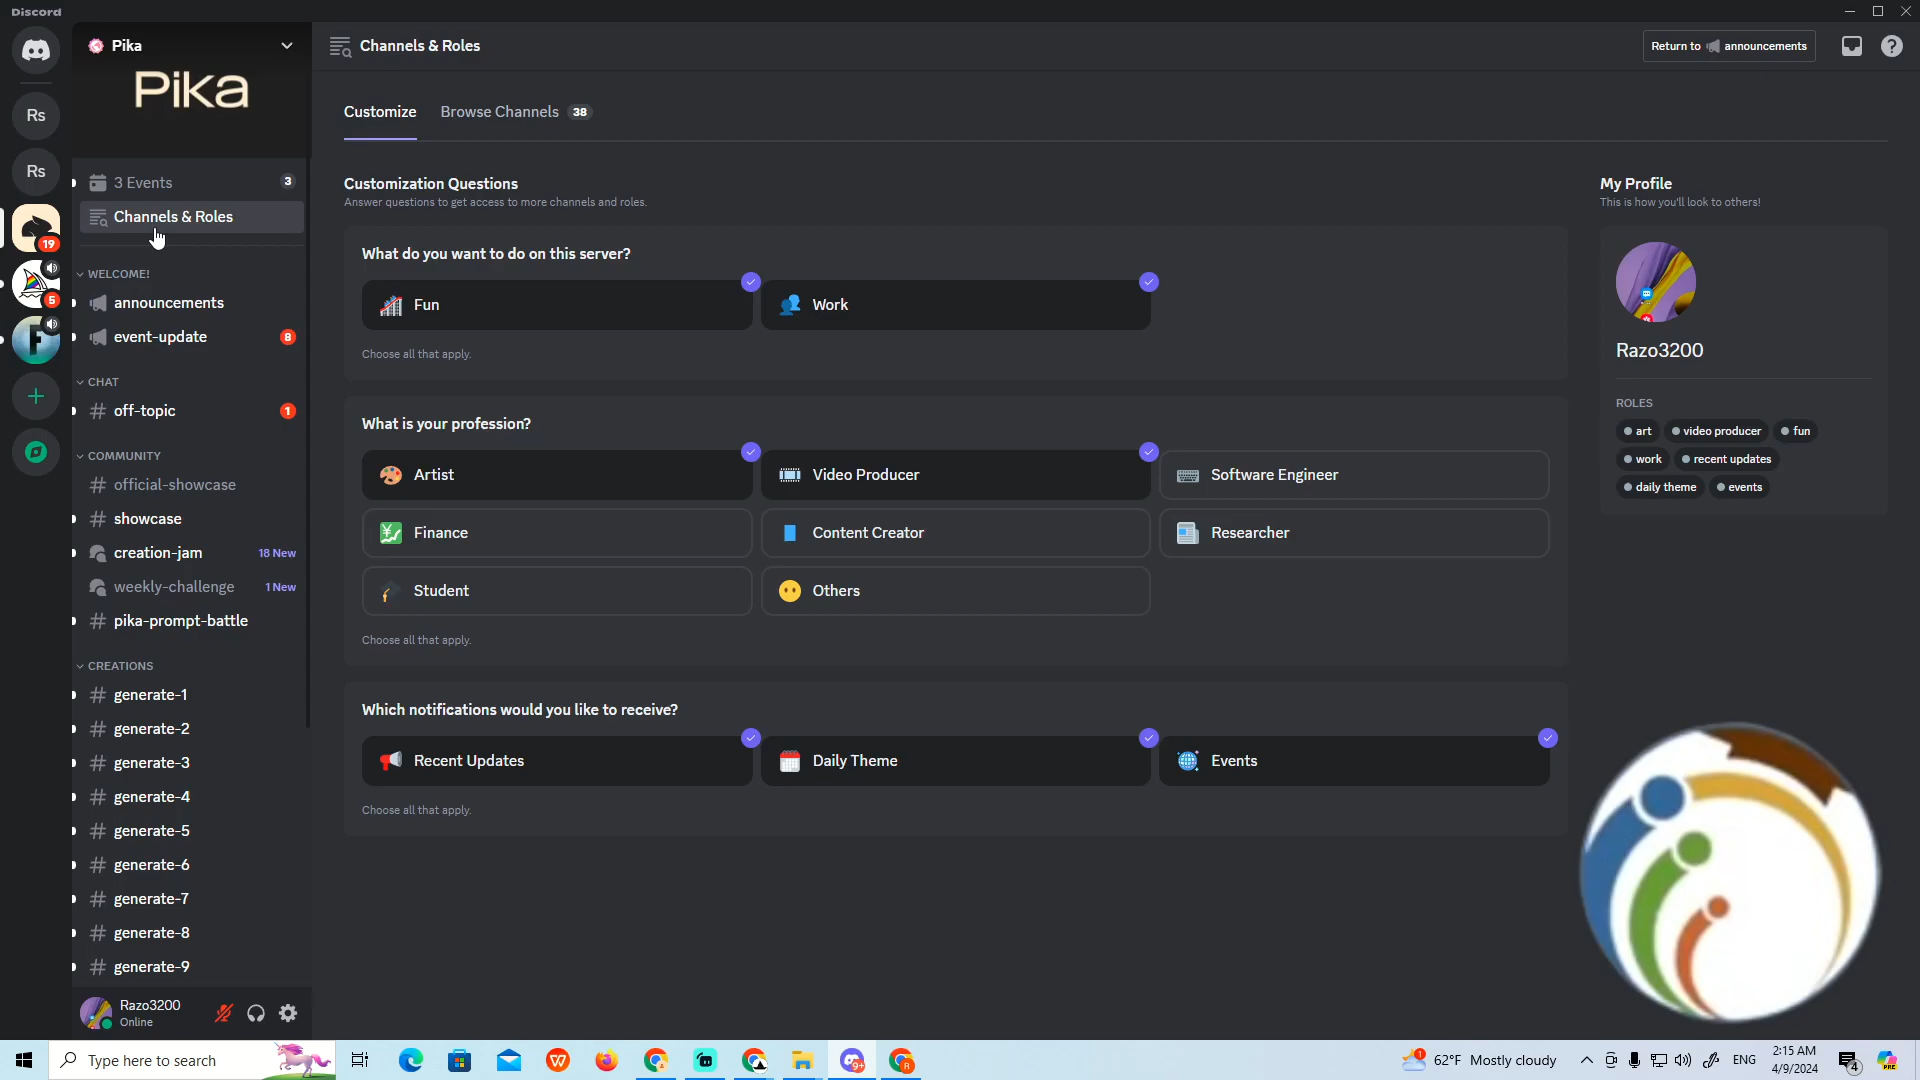 Discord
Pika
Channels & Roles
Return to announcements
Pika
Customize
Browse Channels 38
3 Events 3
Channels & Roles
WELCOME!
announcements
event-update 8
CHAT
off-topic 1
COMMUNITY
official-showcase
showcase
creation-jam 18 New
weekly-challenge 1 New
pika-prompt-battle
CREATIONS
generate-1
generate-2
generate-3
generate-4
generate-5
generate-6
generate-7
generate-8
generate-9
Razo3200
Online
Rs
Rs
19
5
F
Customization Questions
Answer questions to get access to more channels and roles.
What do you want to do on this server?
Fun
Work
Choose all that apply.
What is your profession?
Artist
Video Producer
Software Engineer
Finance
Content Creator
Researcher
Student
Others
Choose all that apply.
Which notifications would you like to receive?
Recent Updates
Daily Theme
Events
Choose all that apply.
My Profile
This is how you'll look to others!
Razo3200
ROLES
art video producer fun
work recent updates
daily theme events
Type here to search
9+
1
62°F Mostly cloudy
ENG
2:15 AM
4/9/2024
4
PRE